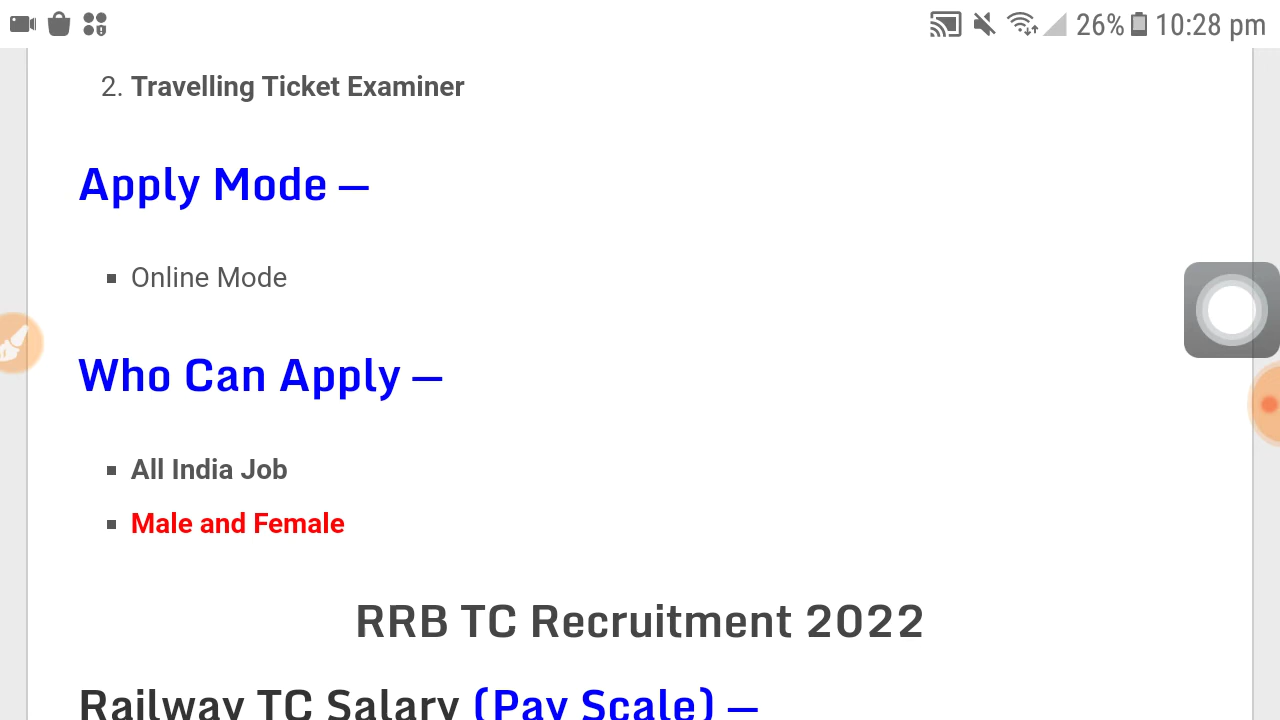 26% 10:28 pm
2. Travelling Ticket Examiner
Apply Mode —
Online Mode
Who Can Apply —
All India Job
Male and Female
RRB TC Recruitment 2022
Railway TC Salary (Pay Scale) —